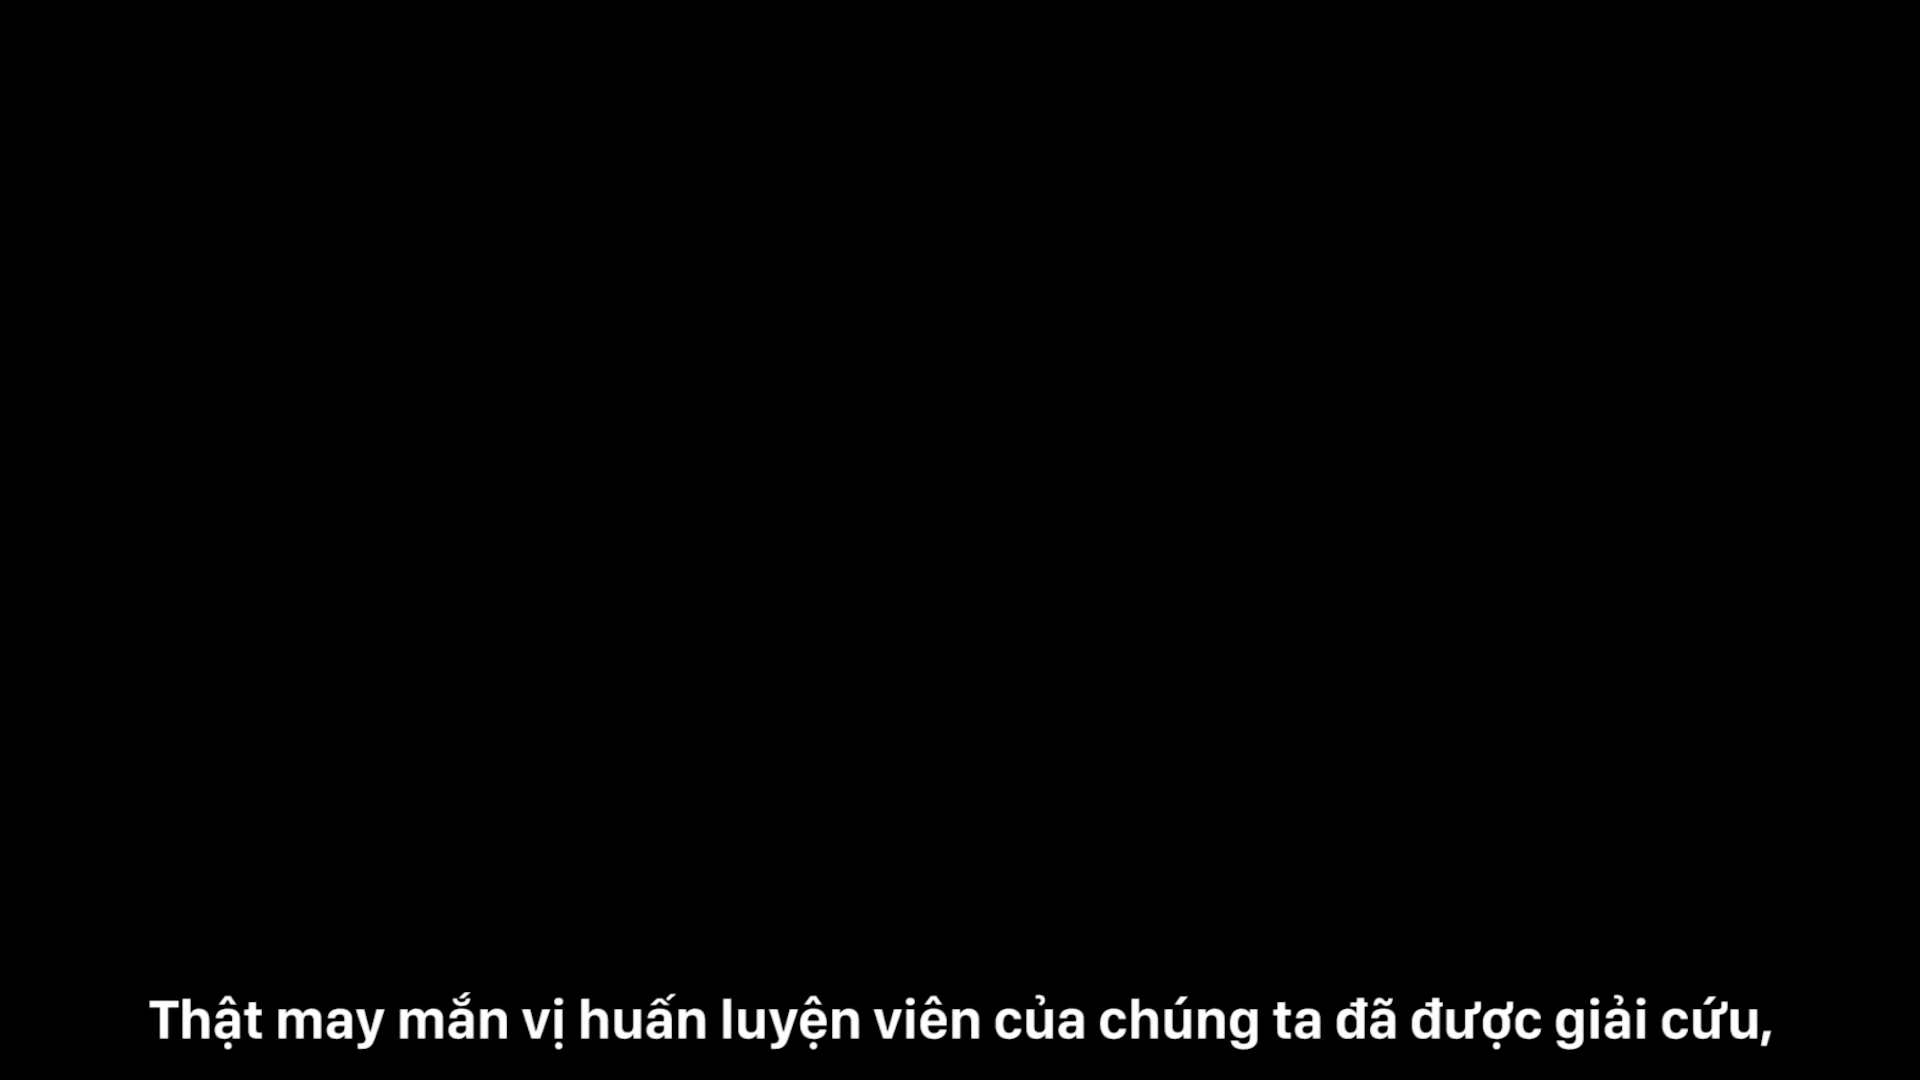 Thật may mắn vị huấn luyện viên của chúng ta đã được giải cứu,